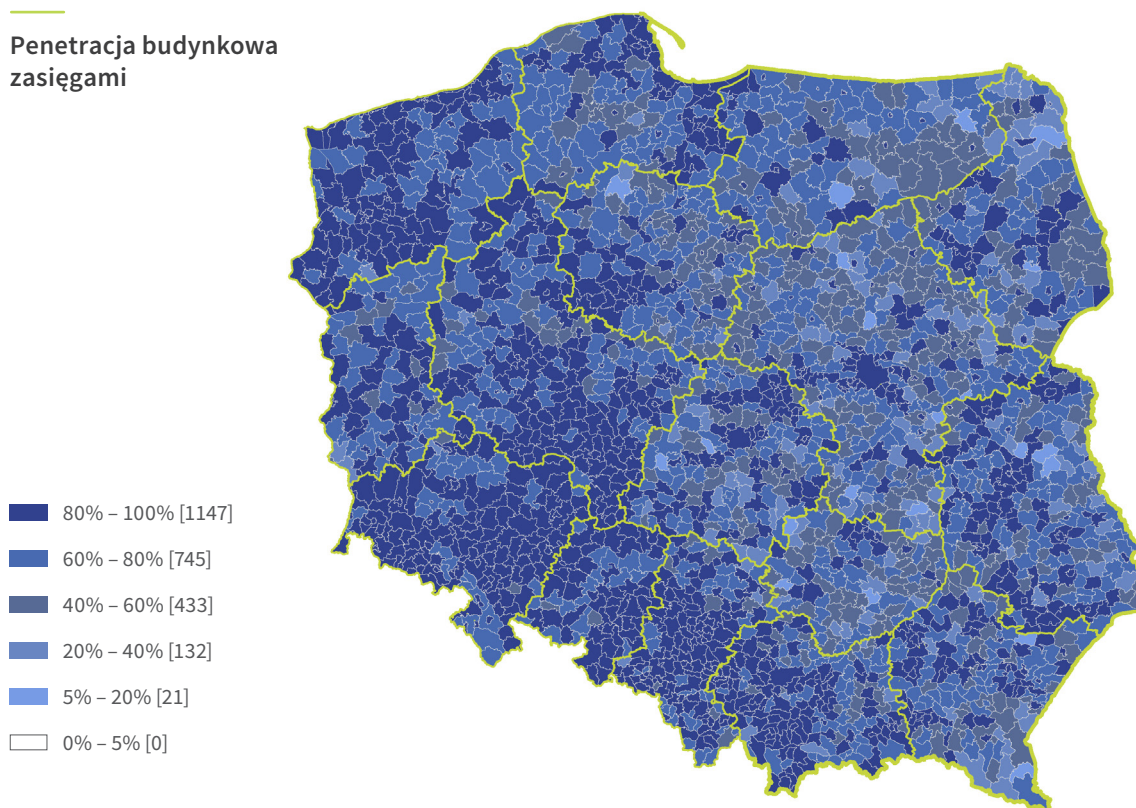 Penetracja budynkowa
zasięgami
80% – 100% [1147]
60% – 80% [745]
40% – 60% [433]
20% – 40% [132]
5% – 20% [21]
0% – 5% [0]